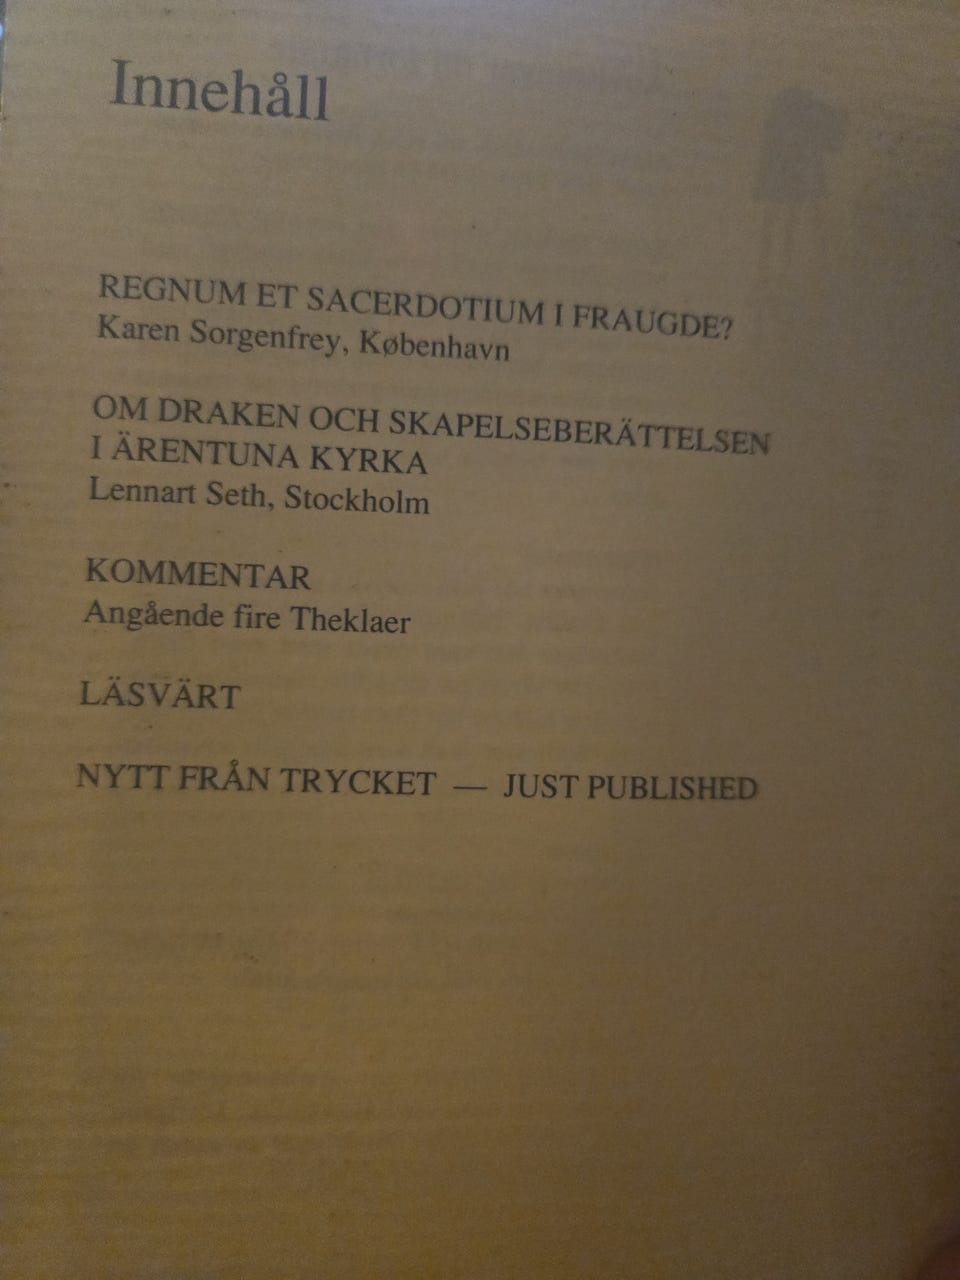 Innehåll
REGNUM ET SACERDOTIUM I FRAUGDE?
Karen Sorgenfrey, København
OM DRAKEN OCH SKAPELSEBERÄTTELSEN
I ÄRENTUNA KYRKA
Lennart Seth, Stockholm
KOMMENTAR
Angående fire Theklaer
LÄSVÄRT
NYTT FRÅN TRYCKET — JUST PUBLISHED